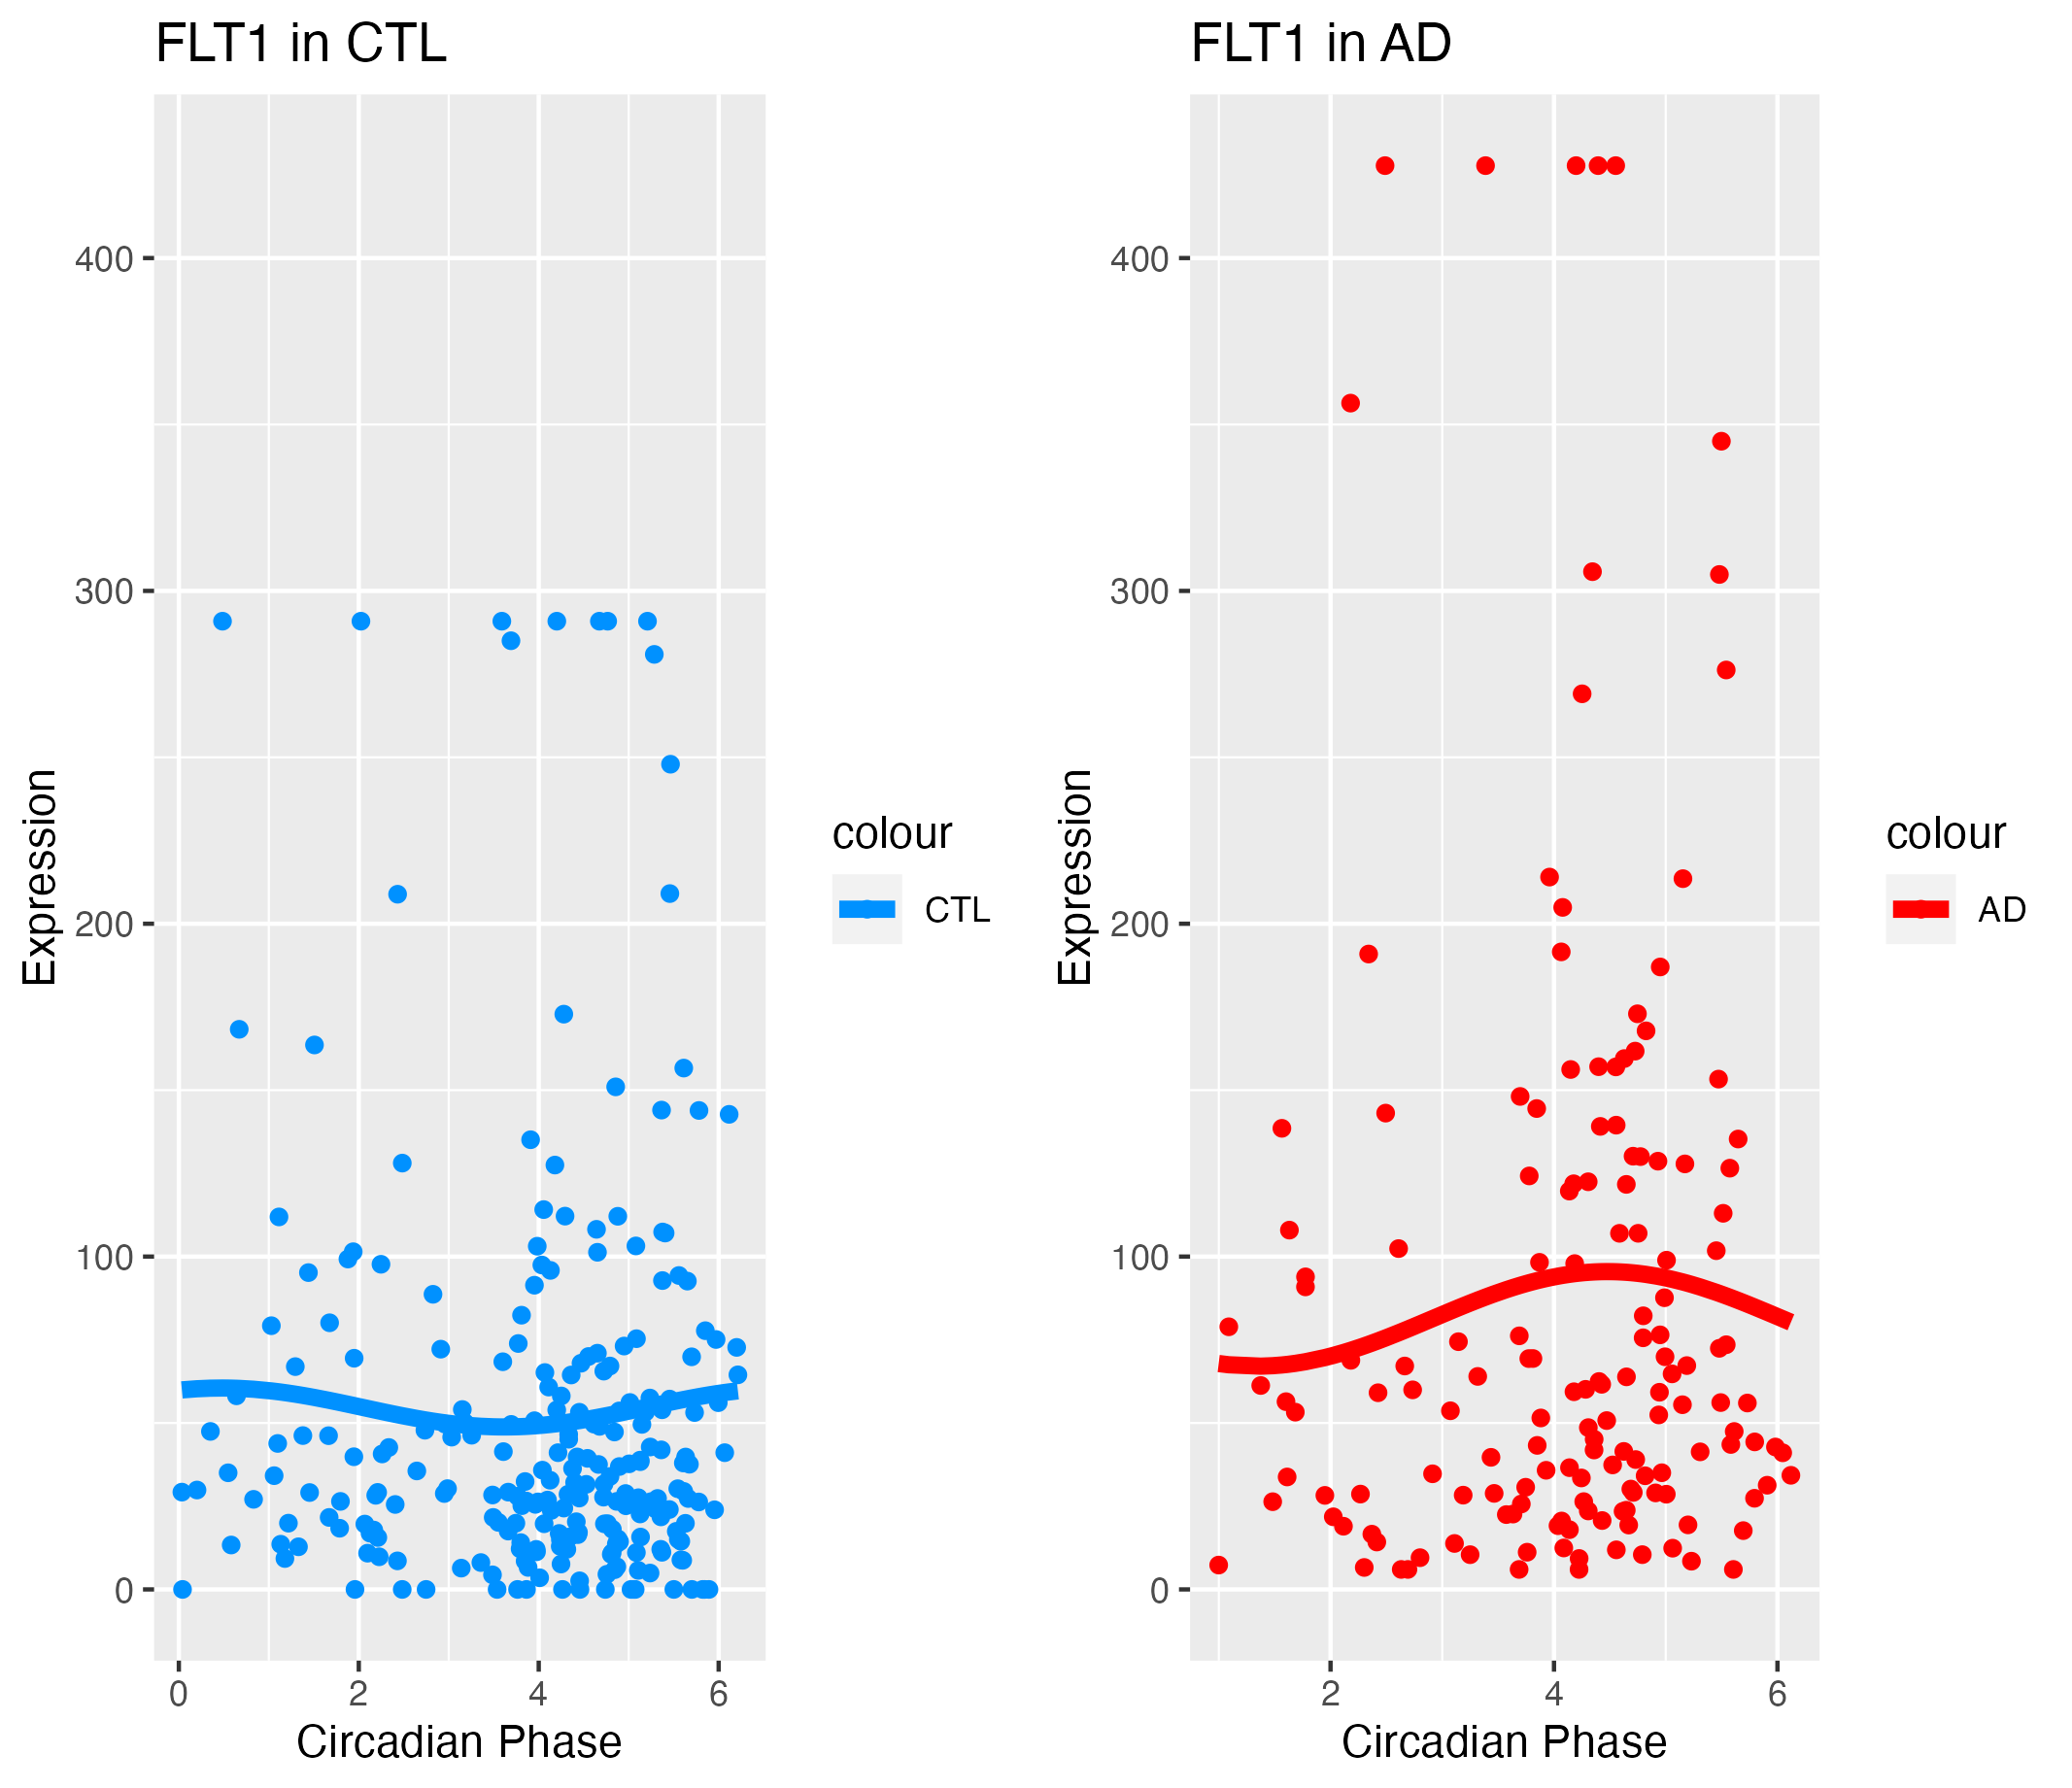 FLT1 in CTL
Expression
400
300
200
100
0
0 2 4 6
Circadian Phase
colour
CTL
FLT1 in AD
Expression
400
300
200
100
0
2 4 6
Circadian Phase
colour
AD